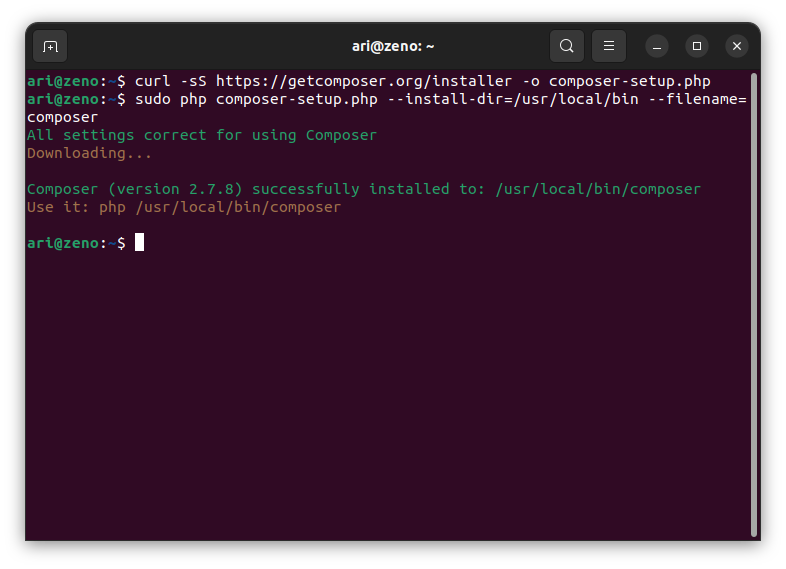 ari@zeno: ~
ari@zeno:~$ curl -sS https://getcomposer.org/installer -o composer-setup.php
ari@zeno:~$ sudo php composer-setup.php --install-dir=/usr/local/bin --filename=
composer
All settings correct for using Composer
Downloading...
Composer (version 2.7.8) successfully installed to: /usr/local/bin/composer
Use it: php /usr/local/bin/composer
ari@zeno:~$